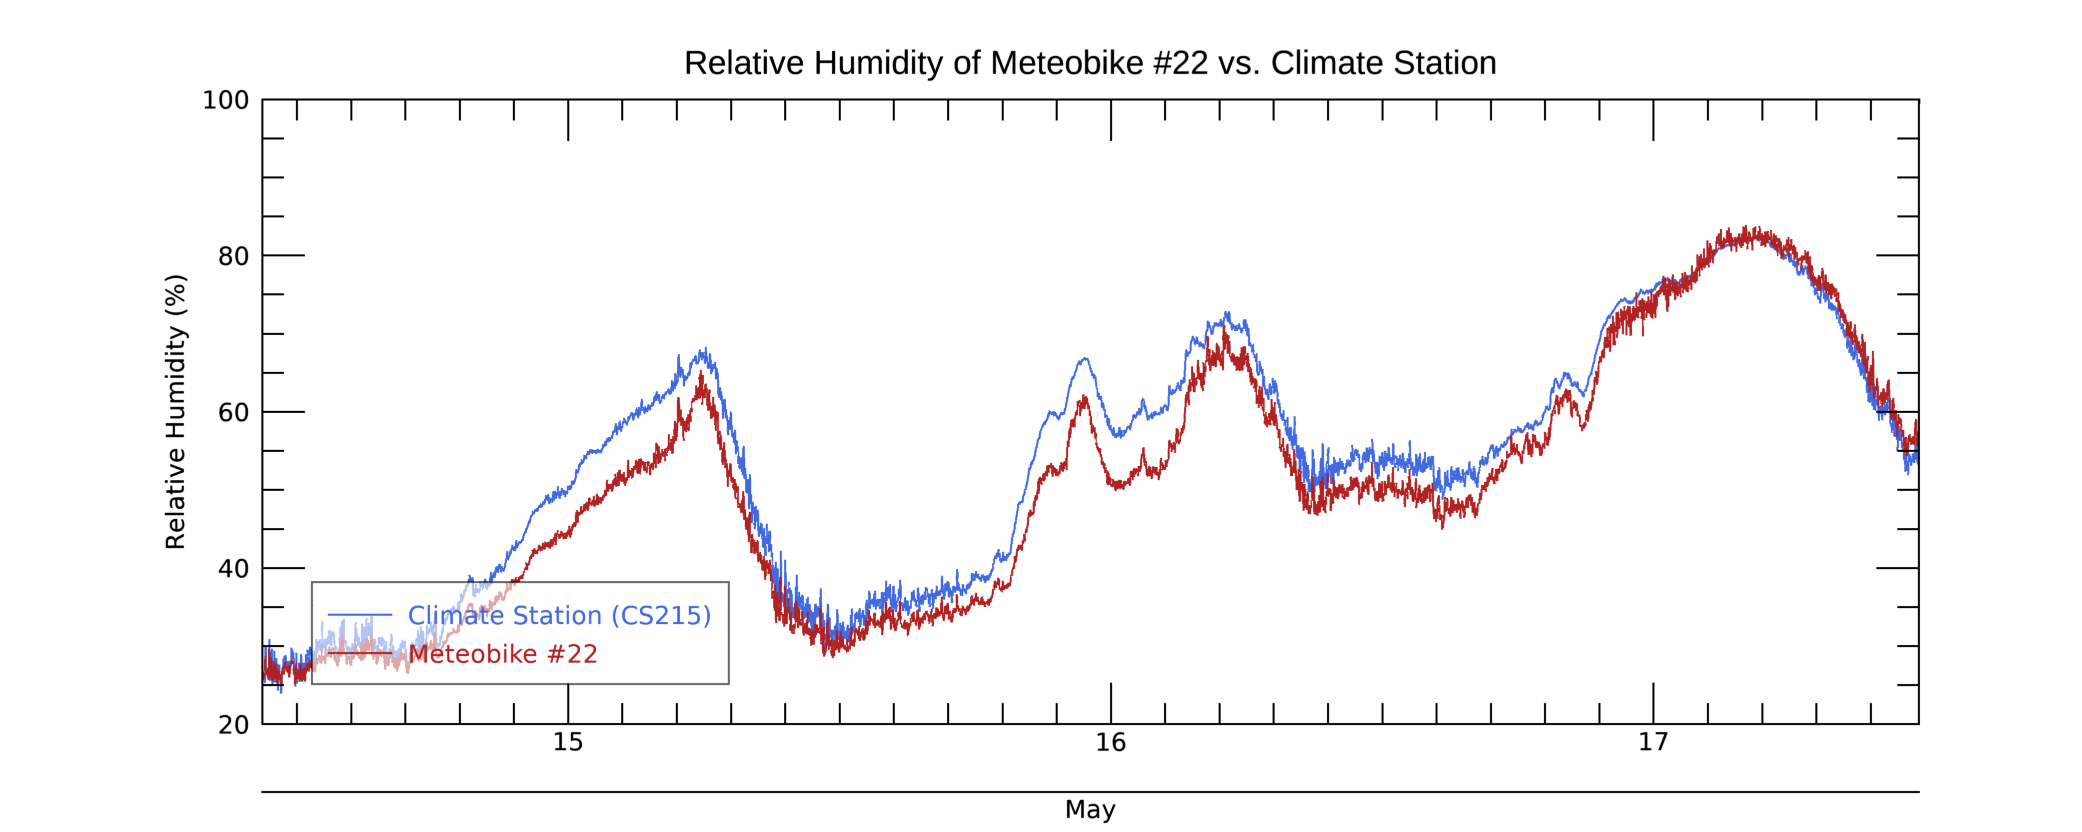 Relative Humidity of Meteobike #22 vs. Climate Station
Relative Humidity (%)
100
80
60
40
20
Climate Station (CS215)
Meteobike #22
15 16 17
May